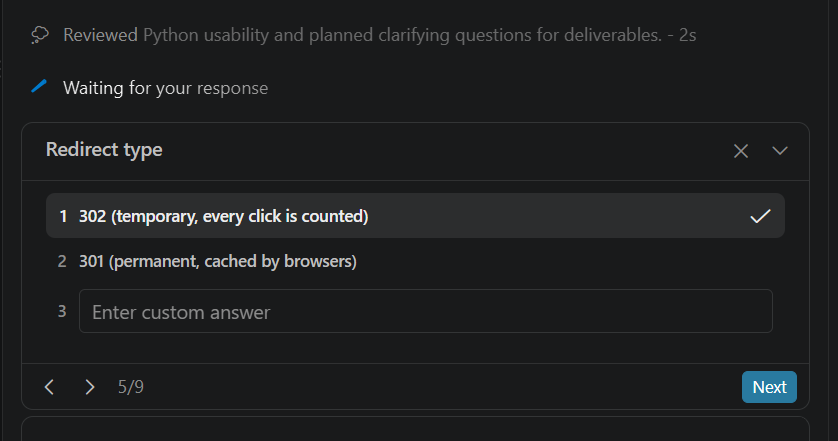 Reviewed Python usability and planned clarifying questions for deliverables. - 2s
Waiting for your response
Redirect type
1 302 (temporary, every click is counted)
2 301 (permanent, cached by browsers)
3 Enter custom answer
5/9 Next